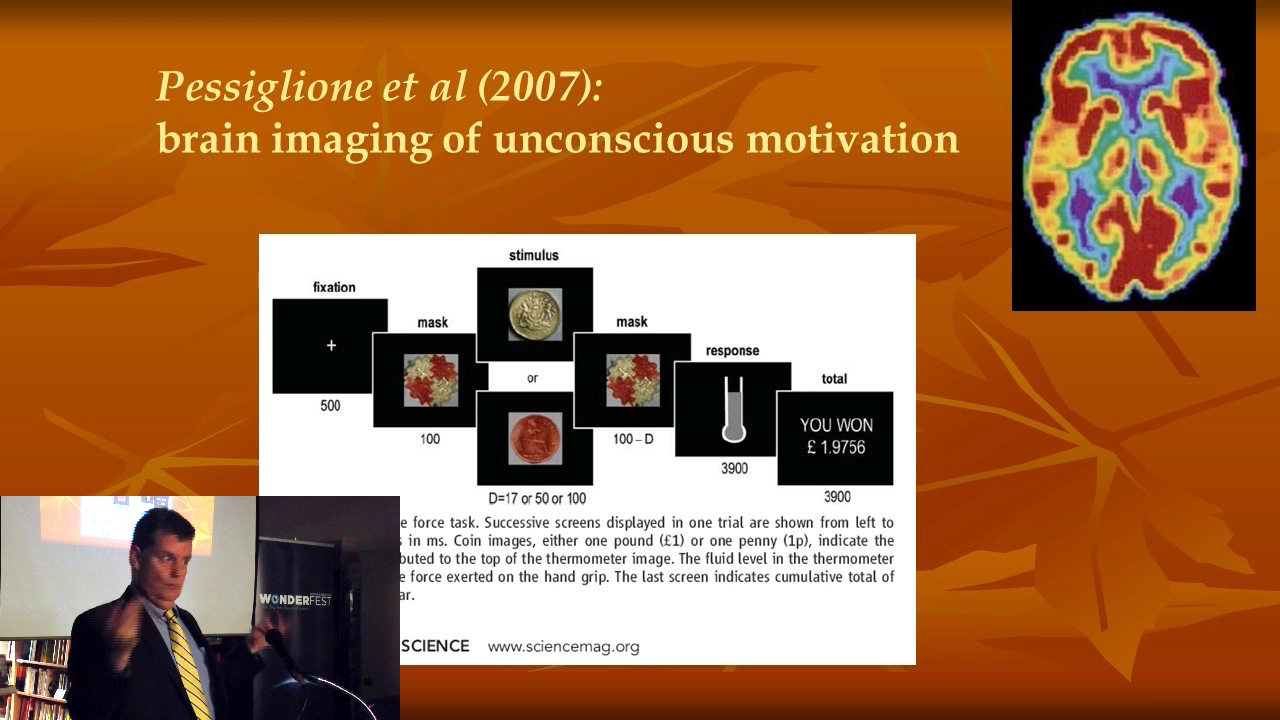 Pessiglione et al (2007):
brain imaging of unconscious motivation
stimulus
fixation
mask
mask
response
total
+
or
YOU WON
£ 1.9756
500
100
100 – D
3900
3900
D=17 or 50 or 100
force task. Successive screens displayed in one trial are shown from left to
in ms. Coin images, either one pound (£1) or one penny (1p), indicate the
to the top of the thermometer image. The fluid level in the thermometer
force exerted on the hand grip. The last screen indicates cumulative total of
SCIENCE www.sciencemag.org
WONDERFEST